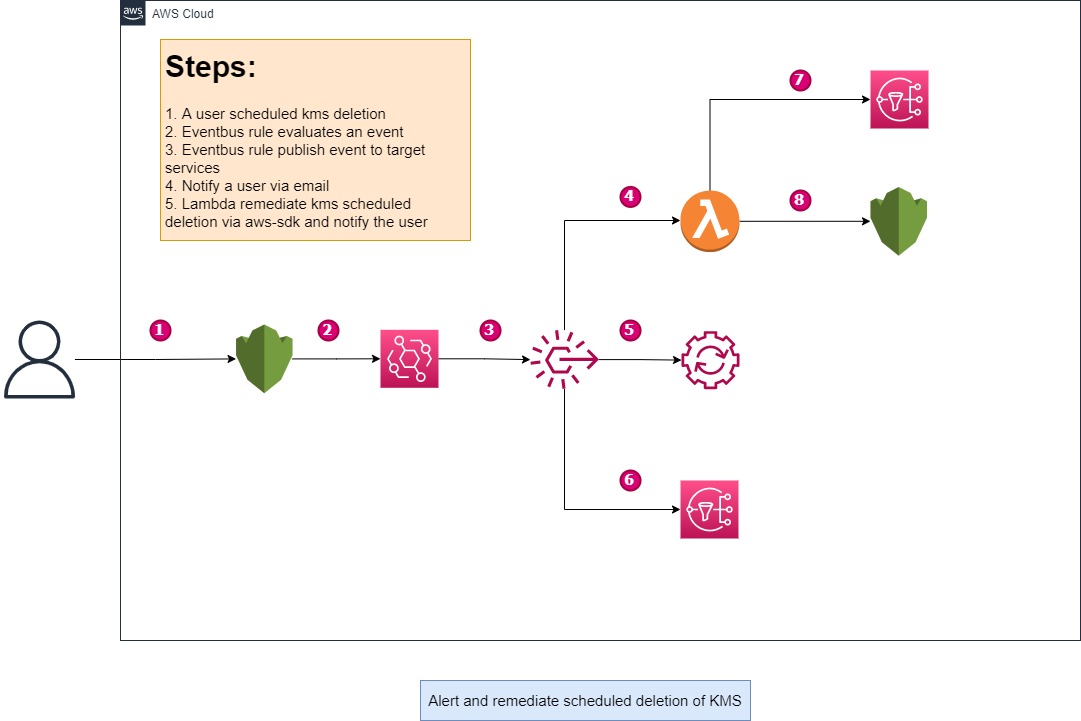 aws
AWS Cloud
Steps:
1. A user scheduled kms deletion
2. Eventbus rule evaluates an event
3. Eventbus rule publish event to target
services
4. Notify a user via email
5. Lambda remediate kms scheduled
deletion via aws-sdk and notify the user
7
4
8
1
2
3
5
6
Alert and remediate scheduled deletion of KMS